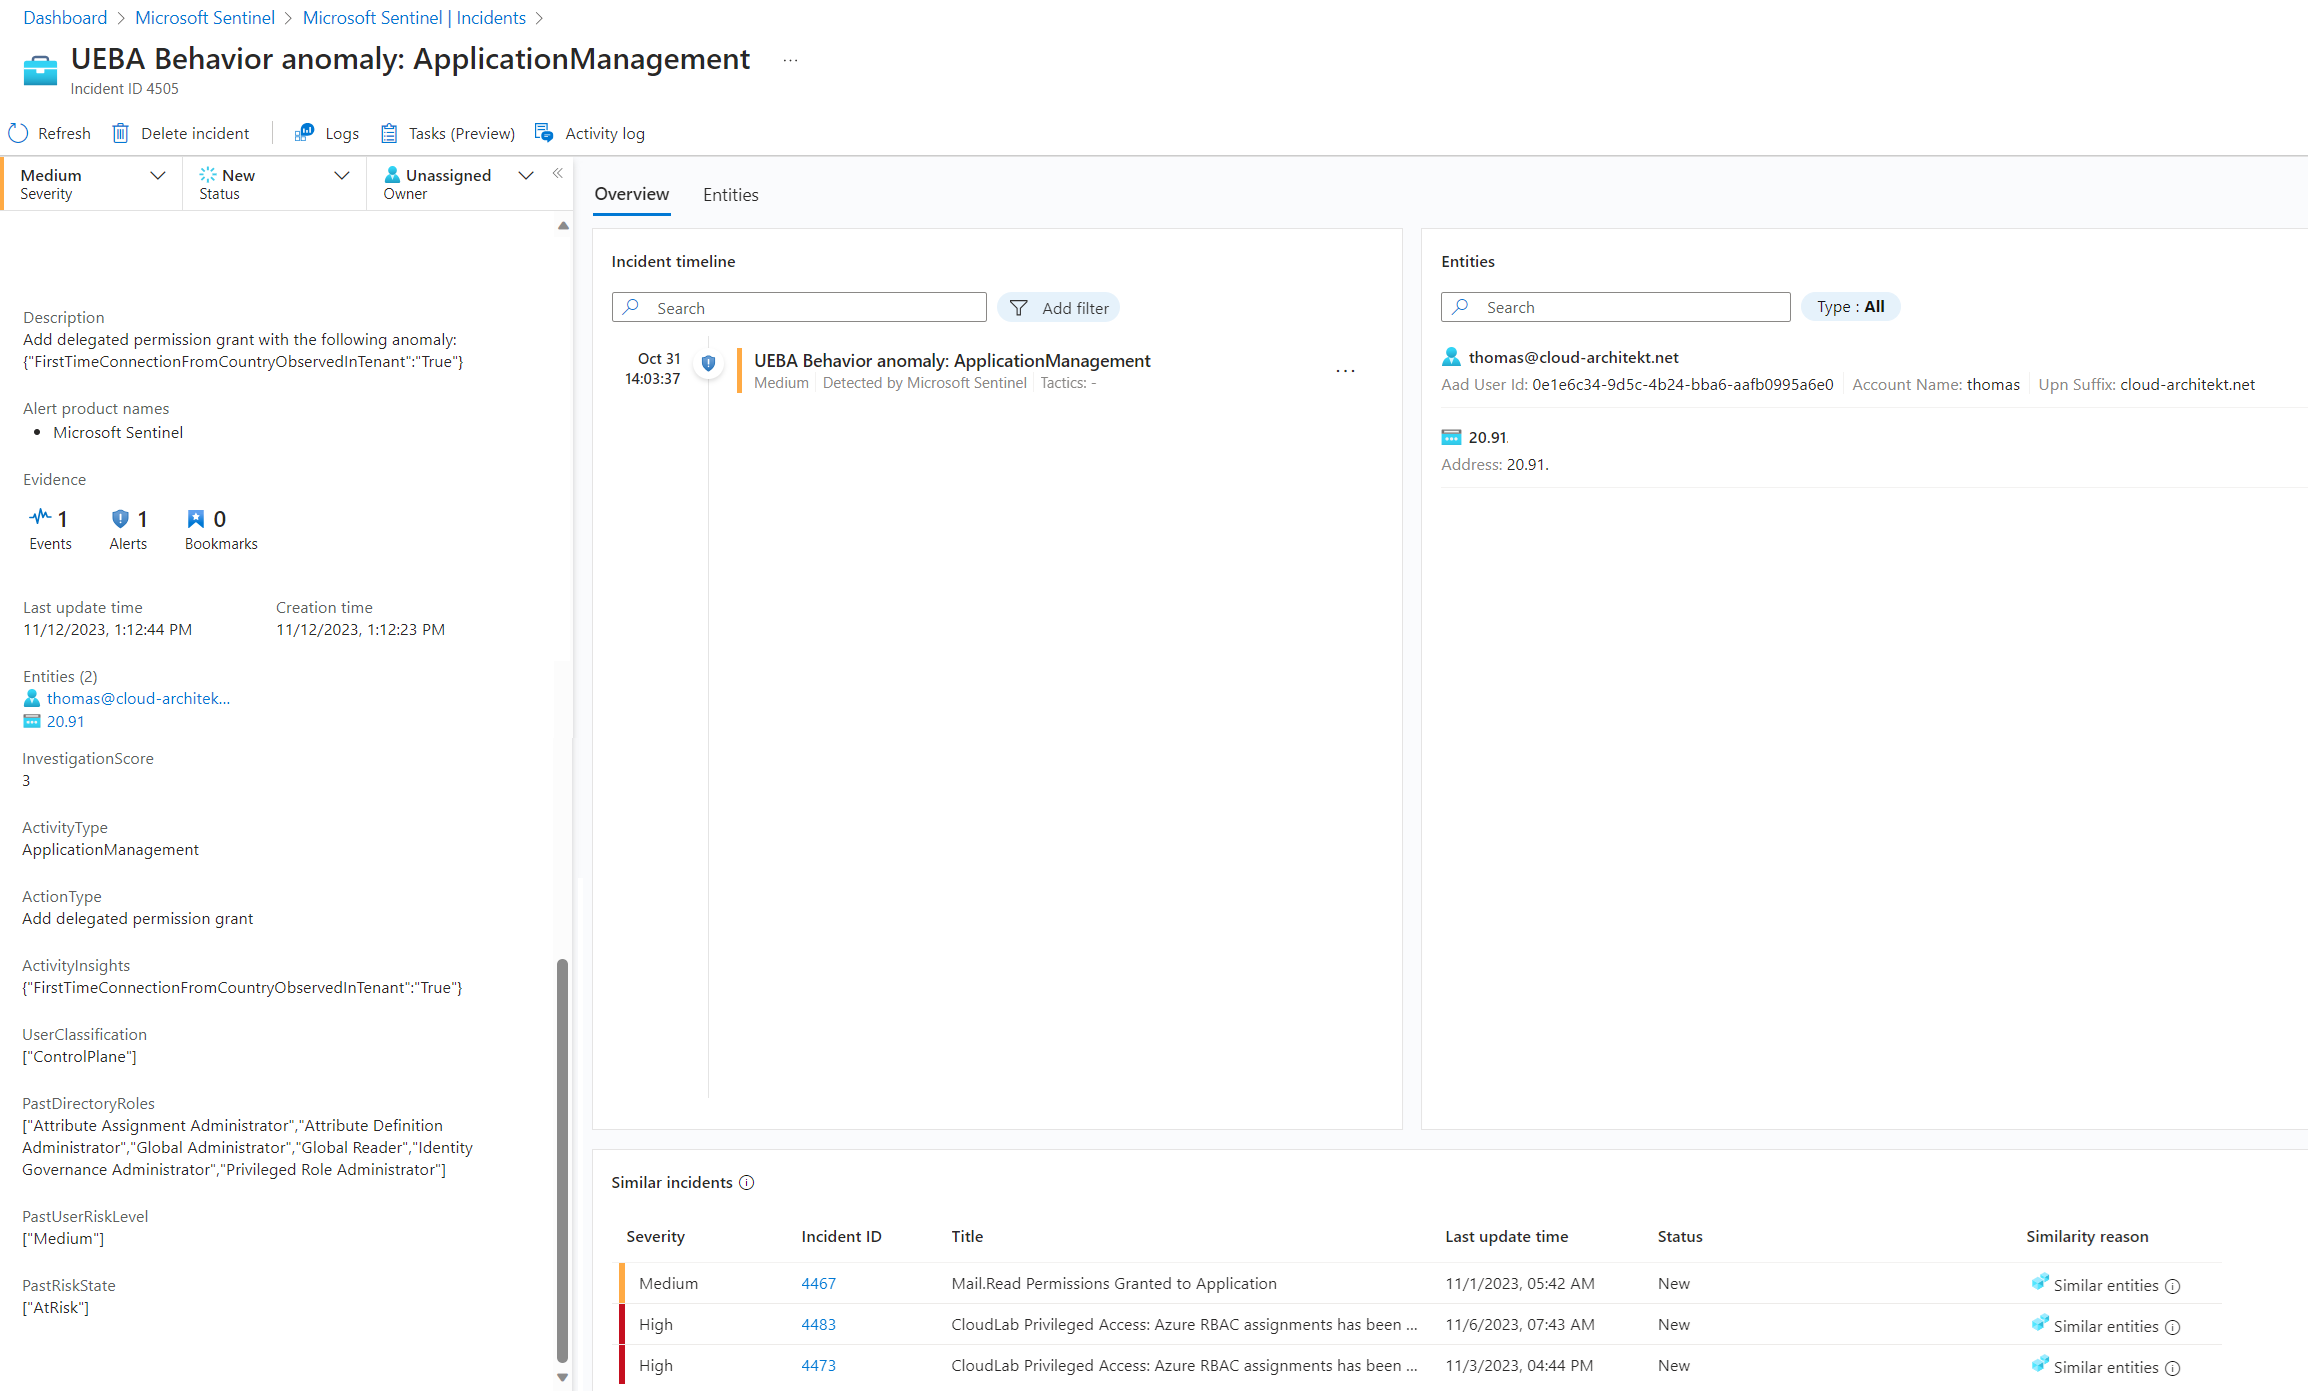 Dashboard > Microsoft Sentinel > Microsoft Sentinel | Incidents >
UEBA Behavior anomaly: ApplicationManagement ...
Incident ID 4505
Refresh Delete incident Logs Tasks (Preview) Activity log
Medium
Severity
New
Status
Unassigned
Owner
Description
Add delegated permission grant with the following anomaly:
{"FirstTimeConnectionFromCountryObservedInTenant":"True"}
Alert product names
• Microsoft Sentinel
Evidence
1 Events
1 Alerts
0 Bookmarks
Last update time
11/12/2023, 1:12:44 PM
Creation time
11/12/2023, 1:12:23 PM
Entities (2)
thomas@cloud-architek...
20.91
InvestigationScore
3
ActivityType
ApplicationManagement
ActionType
Add delegated permission grant
ActivityInsights
{"FirstTimeConnectionFromCountryObservedInTenant":"True"}
UserClassification
["ControlPlane"]
PastDirectoryRoles
["Attribute Assignment Administrator","Attribute Definition
Administrator","Global Administrator","Global Reader","Identity
Governance Administrator","Privileged Role Administrator"]
PastUserRiskLevel
["Medium"]
PastRiskState
["AtRisk"]
Overview Entities
Incident timeline
Search Add filter
Oct 31
14:03:37
UEBA Behavior anomaly: ApplicationManagement
Medium Detected by Microsoft Sentinel Tactics: -
...
Entities
Search Type : All
thomas@cloud-architekt.net
Aad User Id: 0e1e6c34-9d5c-4b24-bba6-aafb0995a6e0 Account Name: thomas Upn Suffix: cloud-architekt.net
20.91.
Address: 20.91.
Similar incidents
Severity Incident ID Title Last update time Status Similarity reason
Medium 4467 Mail.Read Permissions Granted to Application 11/1/2023, 05:42 AM New Similar entities
High 4483 CloudLab Privileged Access: Azure RBAC assignments has been ... 11/6/2023, 07:43 AM New Similar entities
High 4473 CloudLab Privileged Access: Azure RBAC assignments has been ... 11/3/2023, 04:44 PM New Similar entities